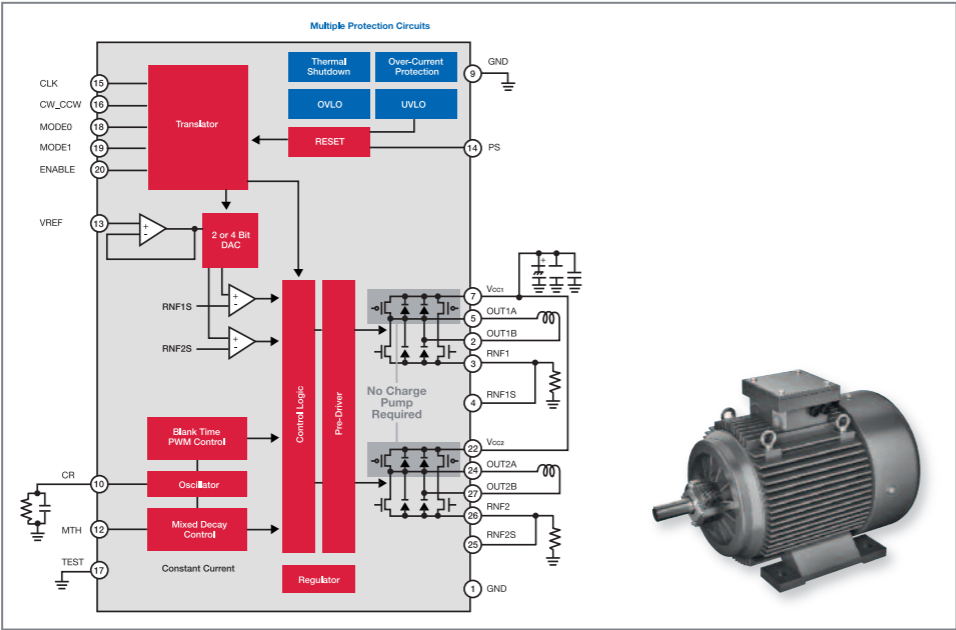 Multiple Protection Circuits
CLK
15
CW_CCW
16
MODE0
18
MODE1
19
ENABLE
20
Translator
Thermal
Shutdown
Over-Current
Protection
OVLO
UVLO
RESET
9
GND
14
PS
VREF
13
+
-
2 or 4 Bit
DAC
RNF1S
+
-
RNF2S
+
-
Control Logic
Pre-Driver
No Charge
Pump
Required
+
7
Vcc1
5
OUT1A
2
OUT1B
3
RNF1
4
RNF1S
22
Vcc2
24
OUT2A
27
OUT2B
26
RNF2
25
RNF2S
1
GND
Blank Time
PWM Control
CR
10
Oscillator
MTH
12
Mixed Decay
Control
TEST
17
Constant Current
Regulator